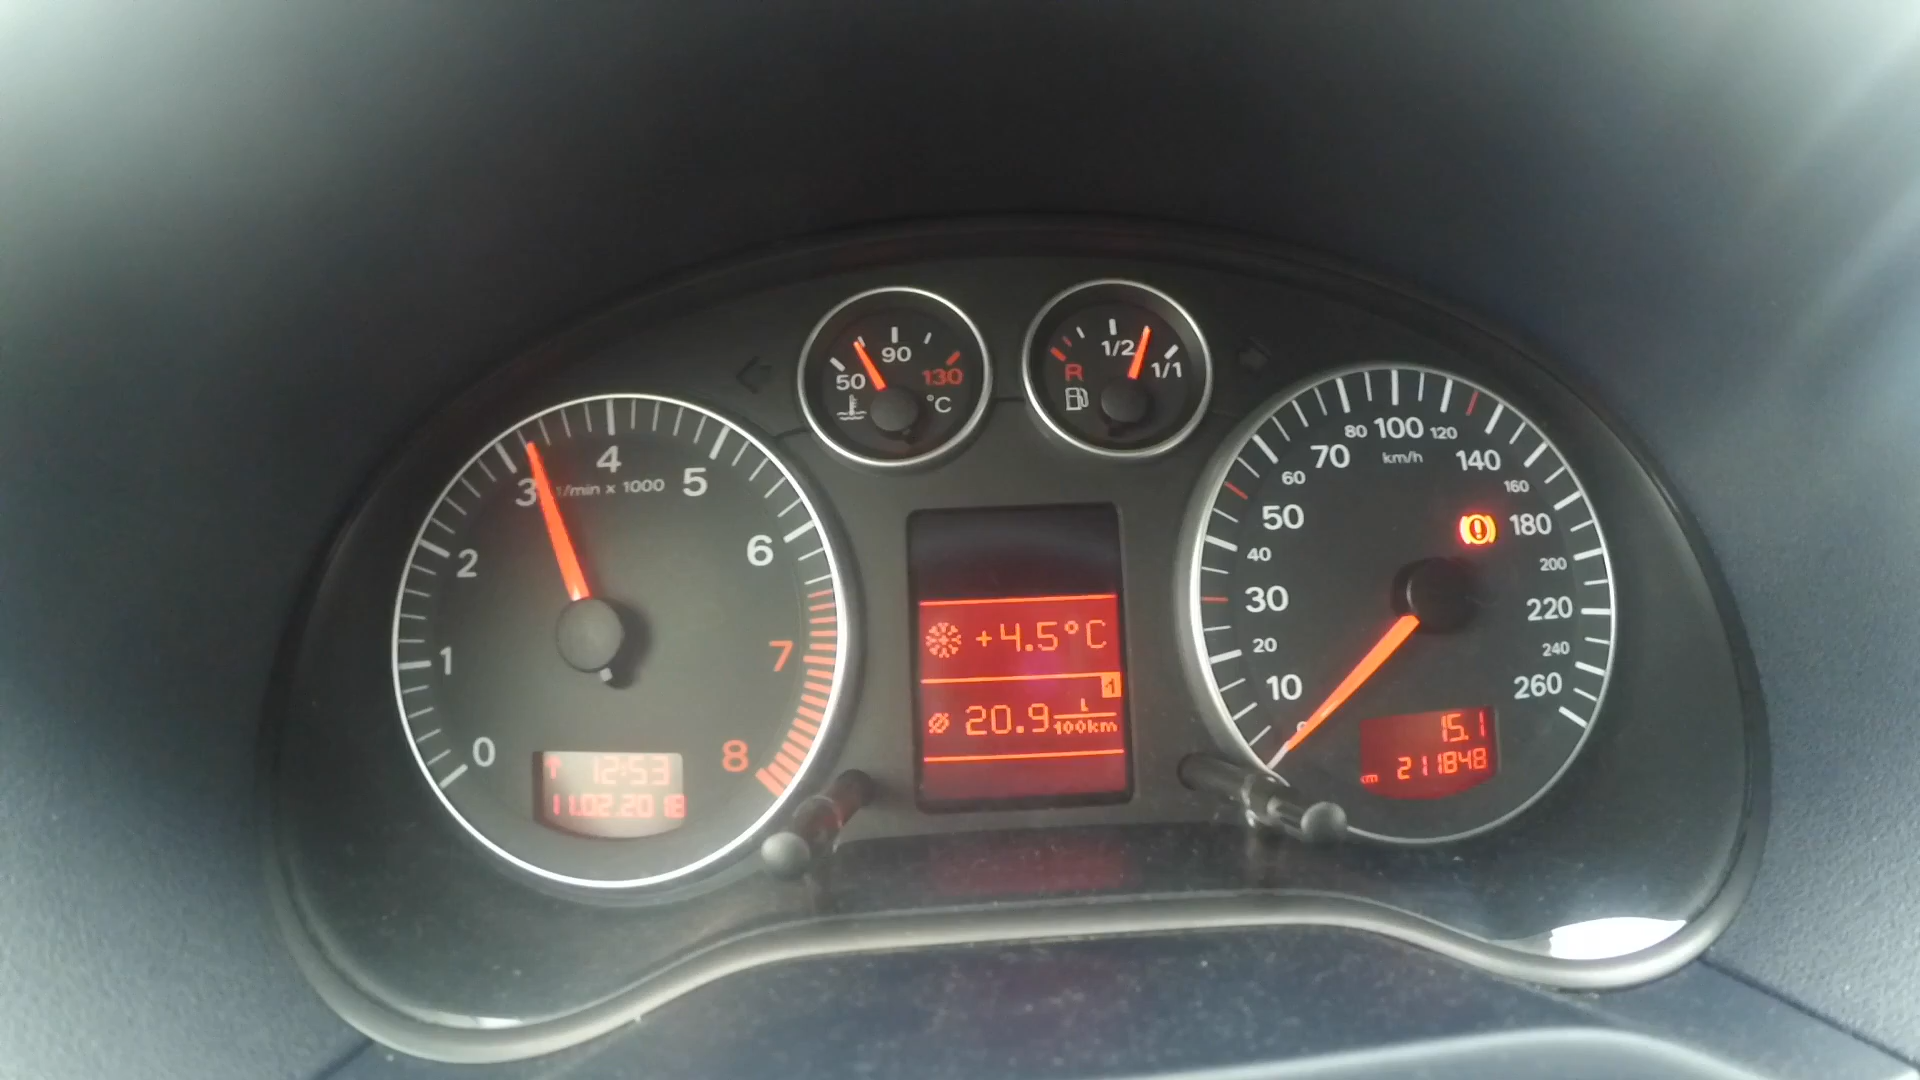 50 90 130
°C
R 1/2 1/1
0 1 2 3 4 5 6 7 8
1/min x 1000
12:53
11.02.2018
+4.5°C
1
20.9 L/100km
0 10 20 30 40 50 60 70 80 100 120 140 160 180 200 220 240 260
km/h
15.1
km 211848